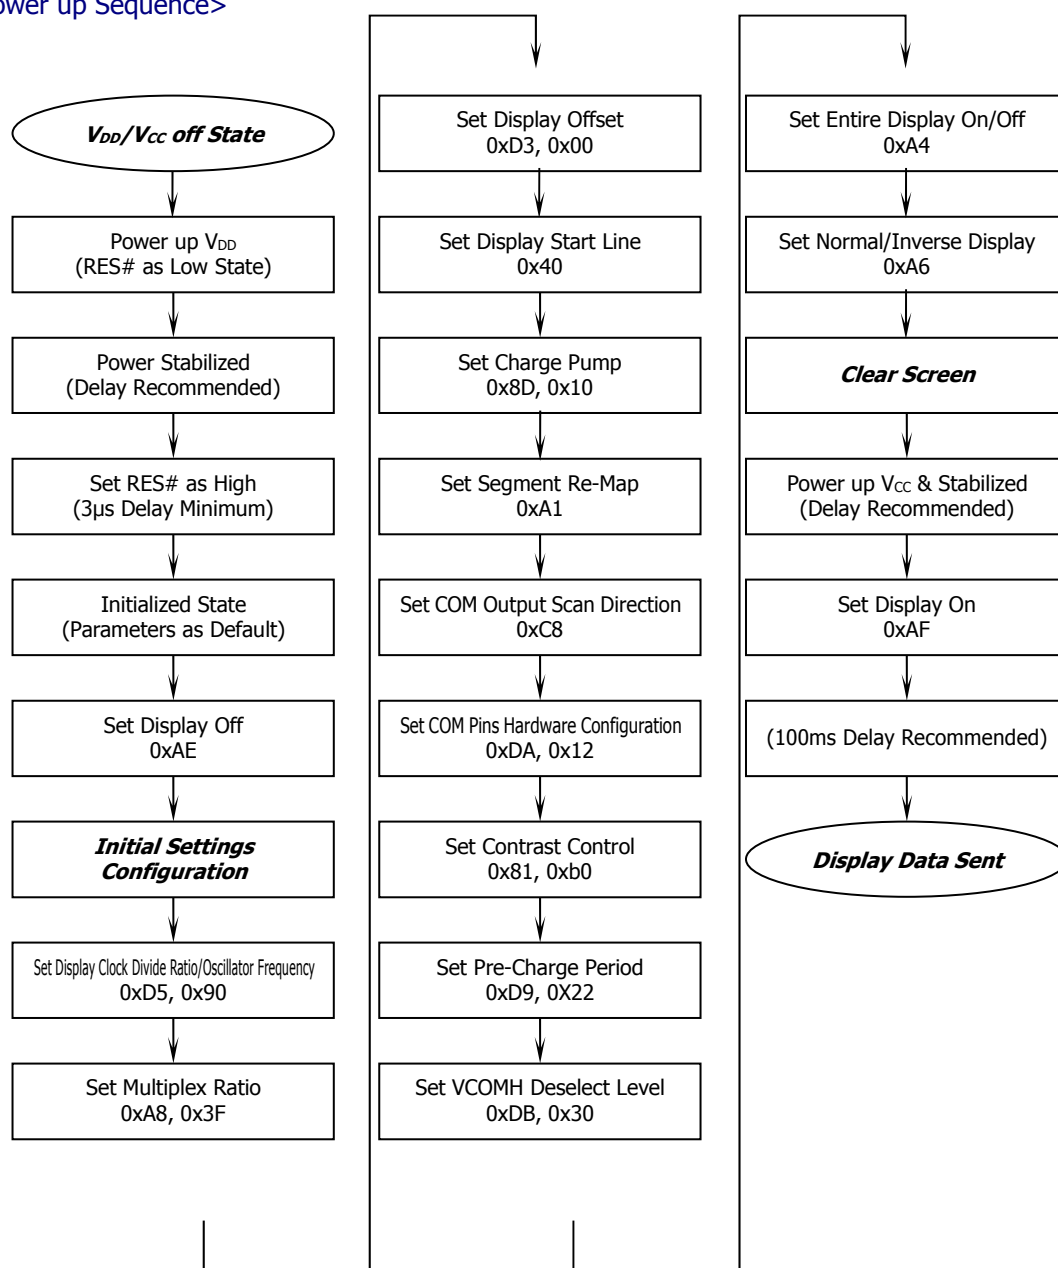 ower up Sequence>
VDD/VCC off State
Power up VDD
(RES# as Low State)
Power Stabilized
(Delay Recommended)
Set RES# as High
(3μs Delay Minimum)
Initialized State
(Parameters as Default)
Set Display Off
0xAE
Initial Settings
Configuration
Set Display Clock Divide Ratio/Oscillator Frequency
0xD5, 0x90
Set Multiplex Ratio
0xA8, 0x3F
Set Display Offset
0xD3, 0x00
Set Display Start Line
0x40
Set Charge Pump
0x8D, 0x10
Set Segment Re-Map
0xA1
Set COM Output Scan Direction
0xC8
Set COM Pins Hardware Configuration
0xDA, 0x12
Set Contrast Control
0x81, 0xb0
Set Pre-Charge Period
0xD9, 0X22
Set VCOMH Deselect Level
0xDB, 0x30
Set Entire Display On/Off
0xA4
Set Normal/Inverse Display
0xA6
Clear Screen
Power up VCC & Stabilized
(Delay Recommended)
Set Display On
0xAF
(100ms Delay Recommended)
Display Data Sent